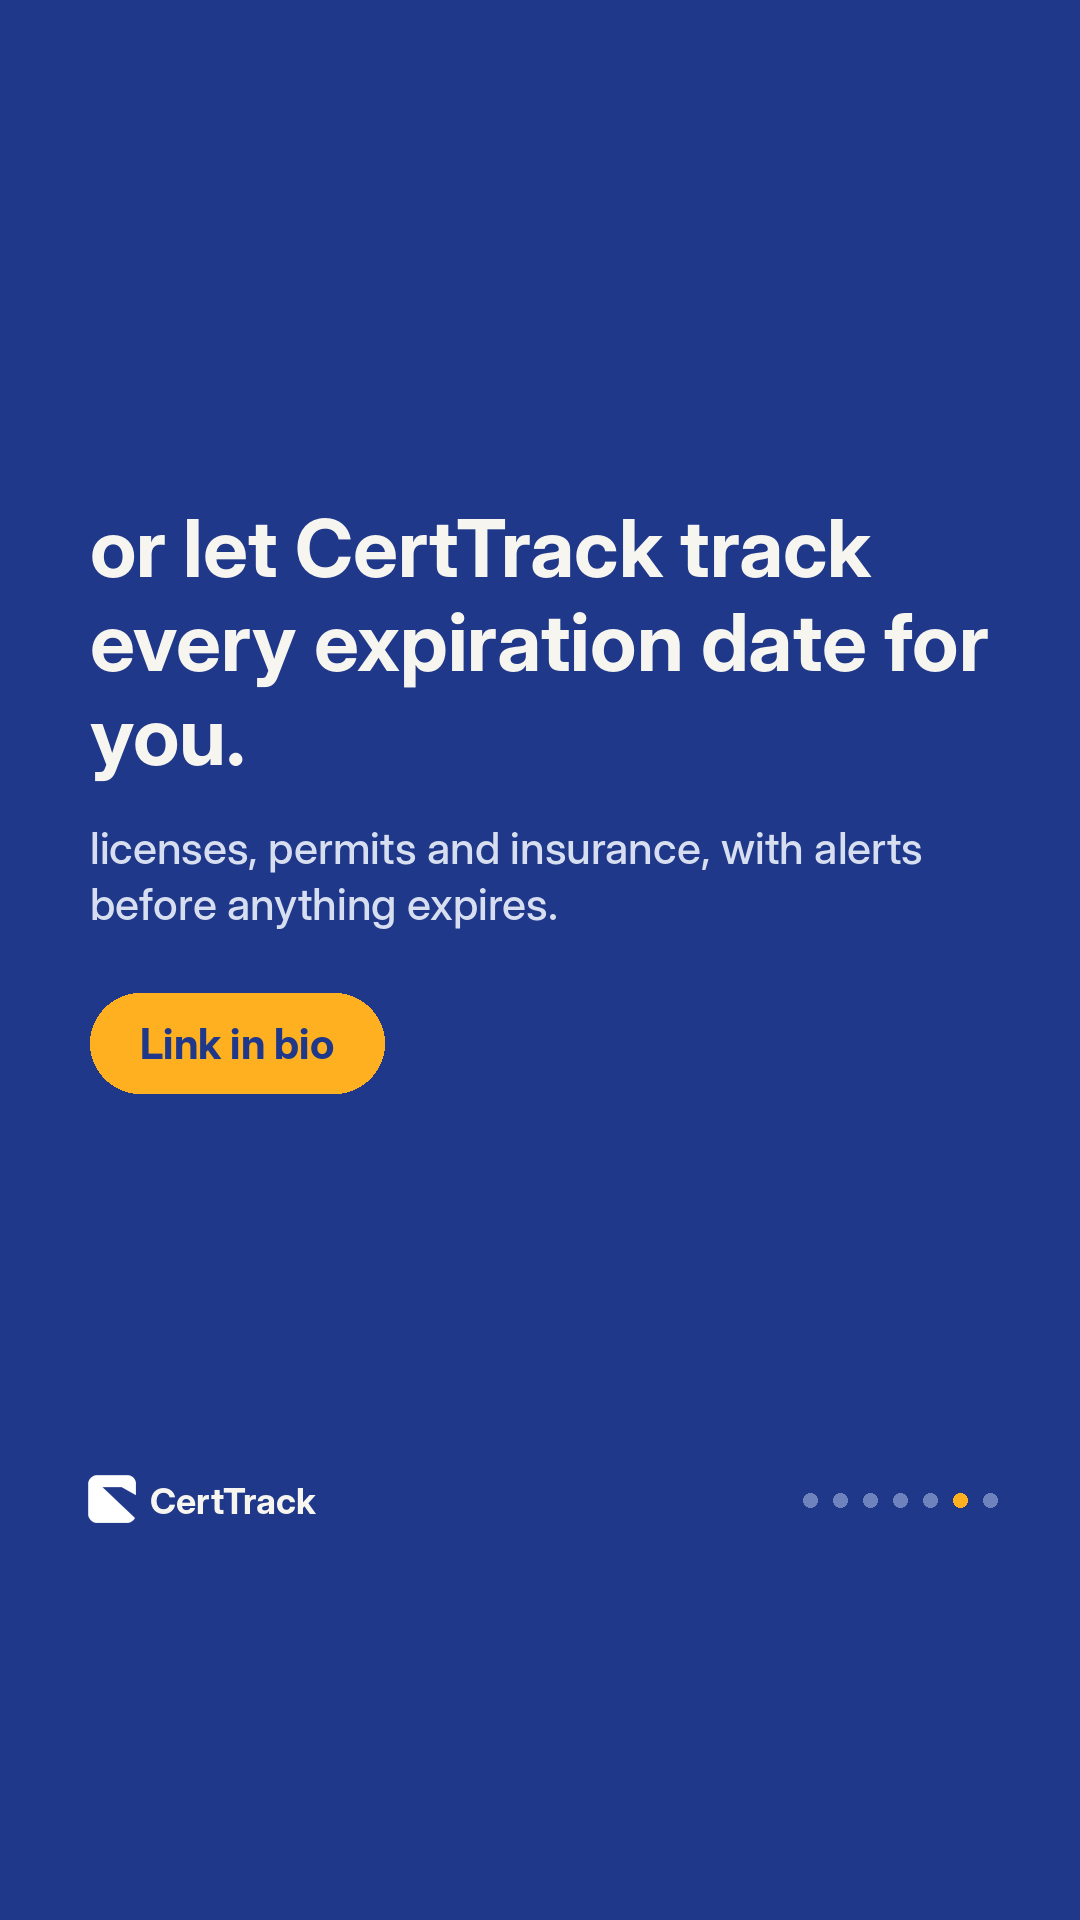 or let CertTrack track
every expiration date for
you.
licenses, permits and insurance, with alerts
before anything expires.
Link in bio
CertTrack